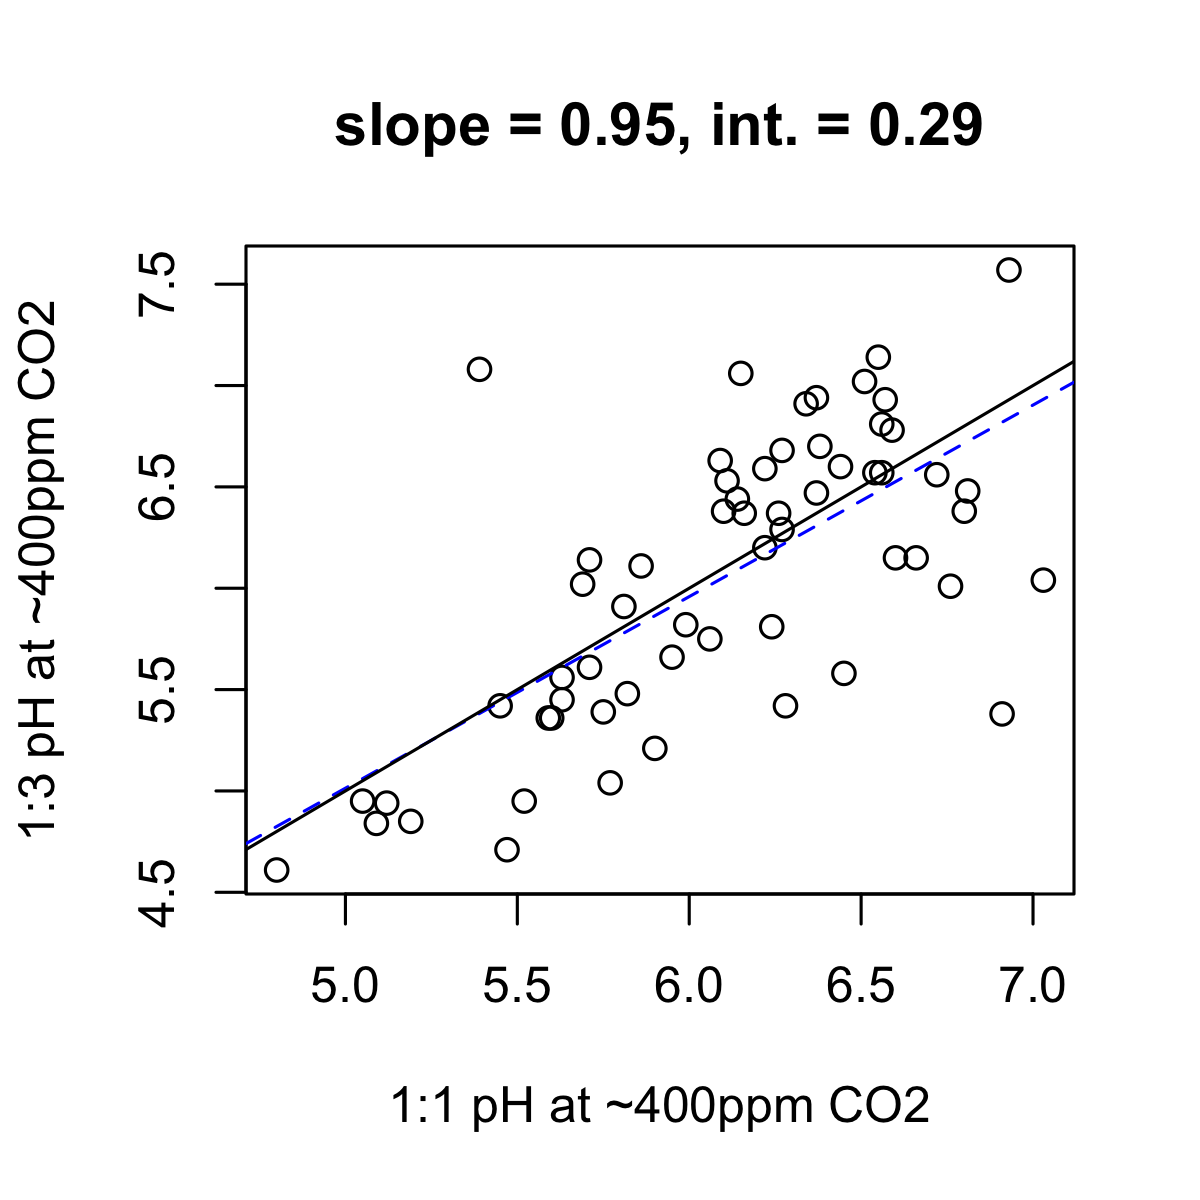 slope = 0.95, int. = 0.29
1:3 pH at ~400ppm CO2
7.5
6.5
5.5
4.5
5.0 5.5 6.0 6.5 7.0
1:1 pH at ~400ppm CO2